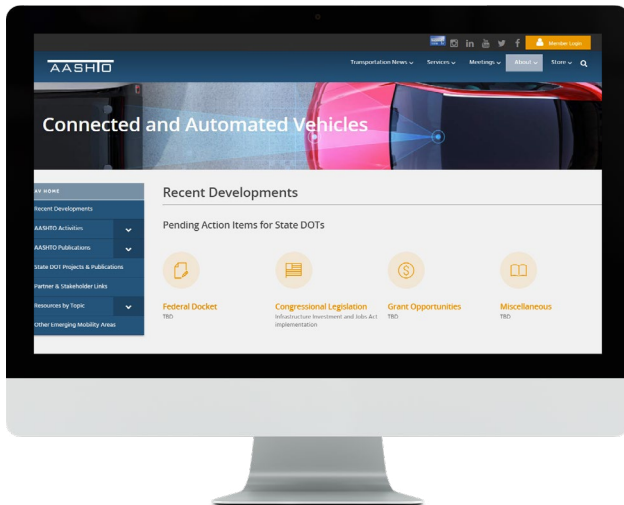 Member Login
AASHTO
Transportation News
Services
Meetings
About
Store
Connected and Automated Vehicles
AV HOME
Recent Developments
AASHTO Activities
AASHTO Publications
State DOT Projects & Publications
Partner & Stakeholder Links
Resources by Topic
Other Emerging Mobility Areas
Recent Developments
Pending Action Items for State DOTs
Federal Docket
TBD
Congressional Legislation
Infrastructure Investment and Jobs Act
implementation
Grant Opportunities
TBD
Miscellaneous
TBD